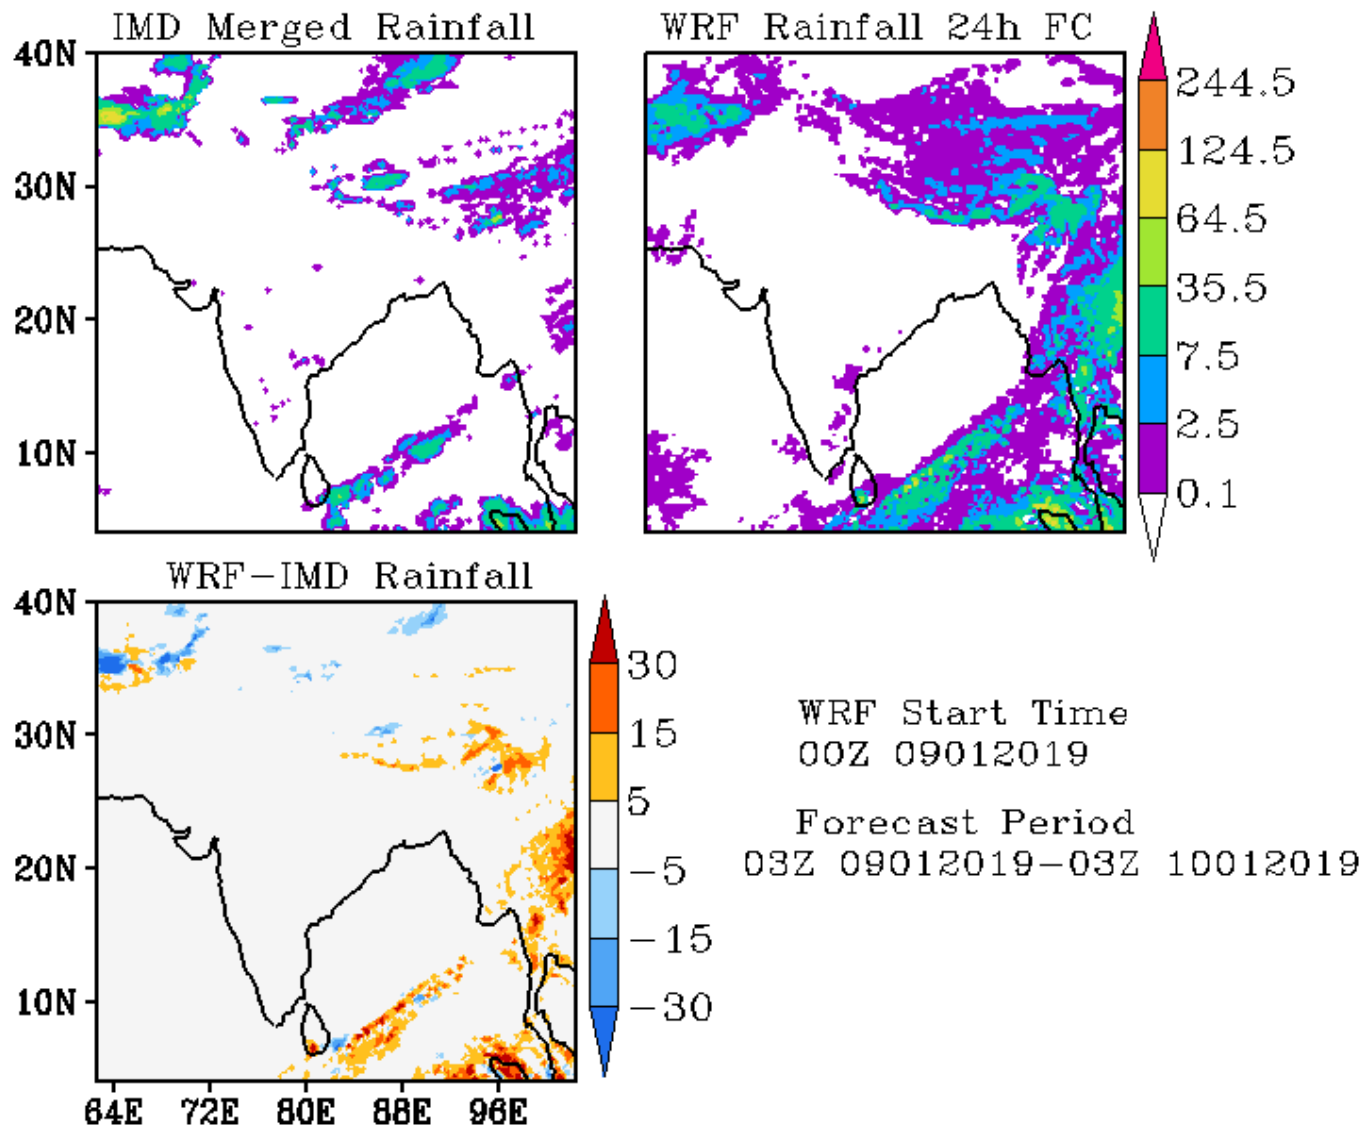 IMD Merged Rainfall
WRF Rainfall 24h FC
40N
30N
20N
10N
244.5
124.5
64.5
35.5
7.5
2.5
0.1
WRF-IMD Rainfall
40N
30N
20N
10N
64E 72E 80E 88E 96E
30
15
5
-5
-15
-30
WRF Start Time
00Z 09012019
Forecast Period
03Z 09012019-03Z 10012019